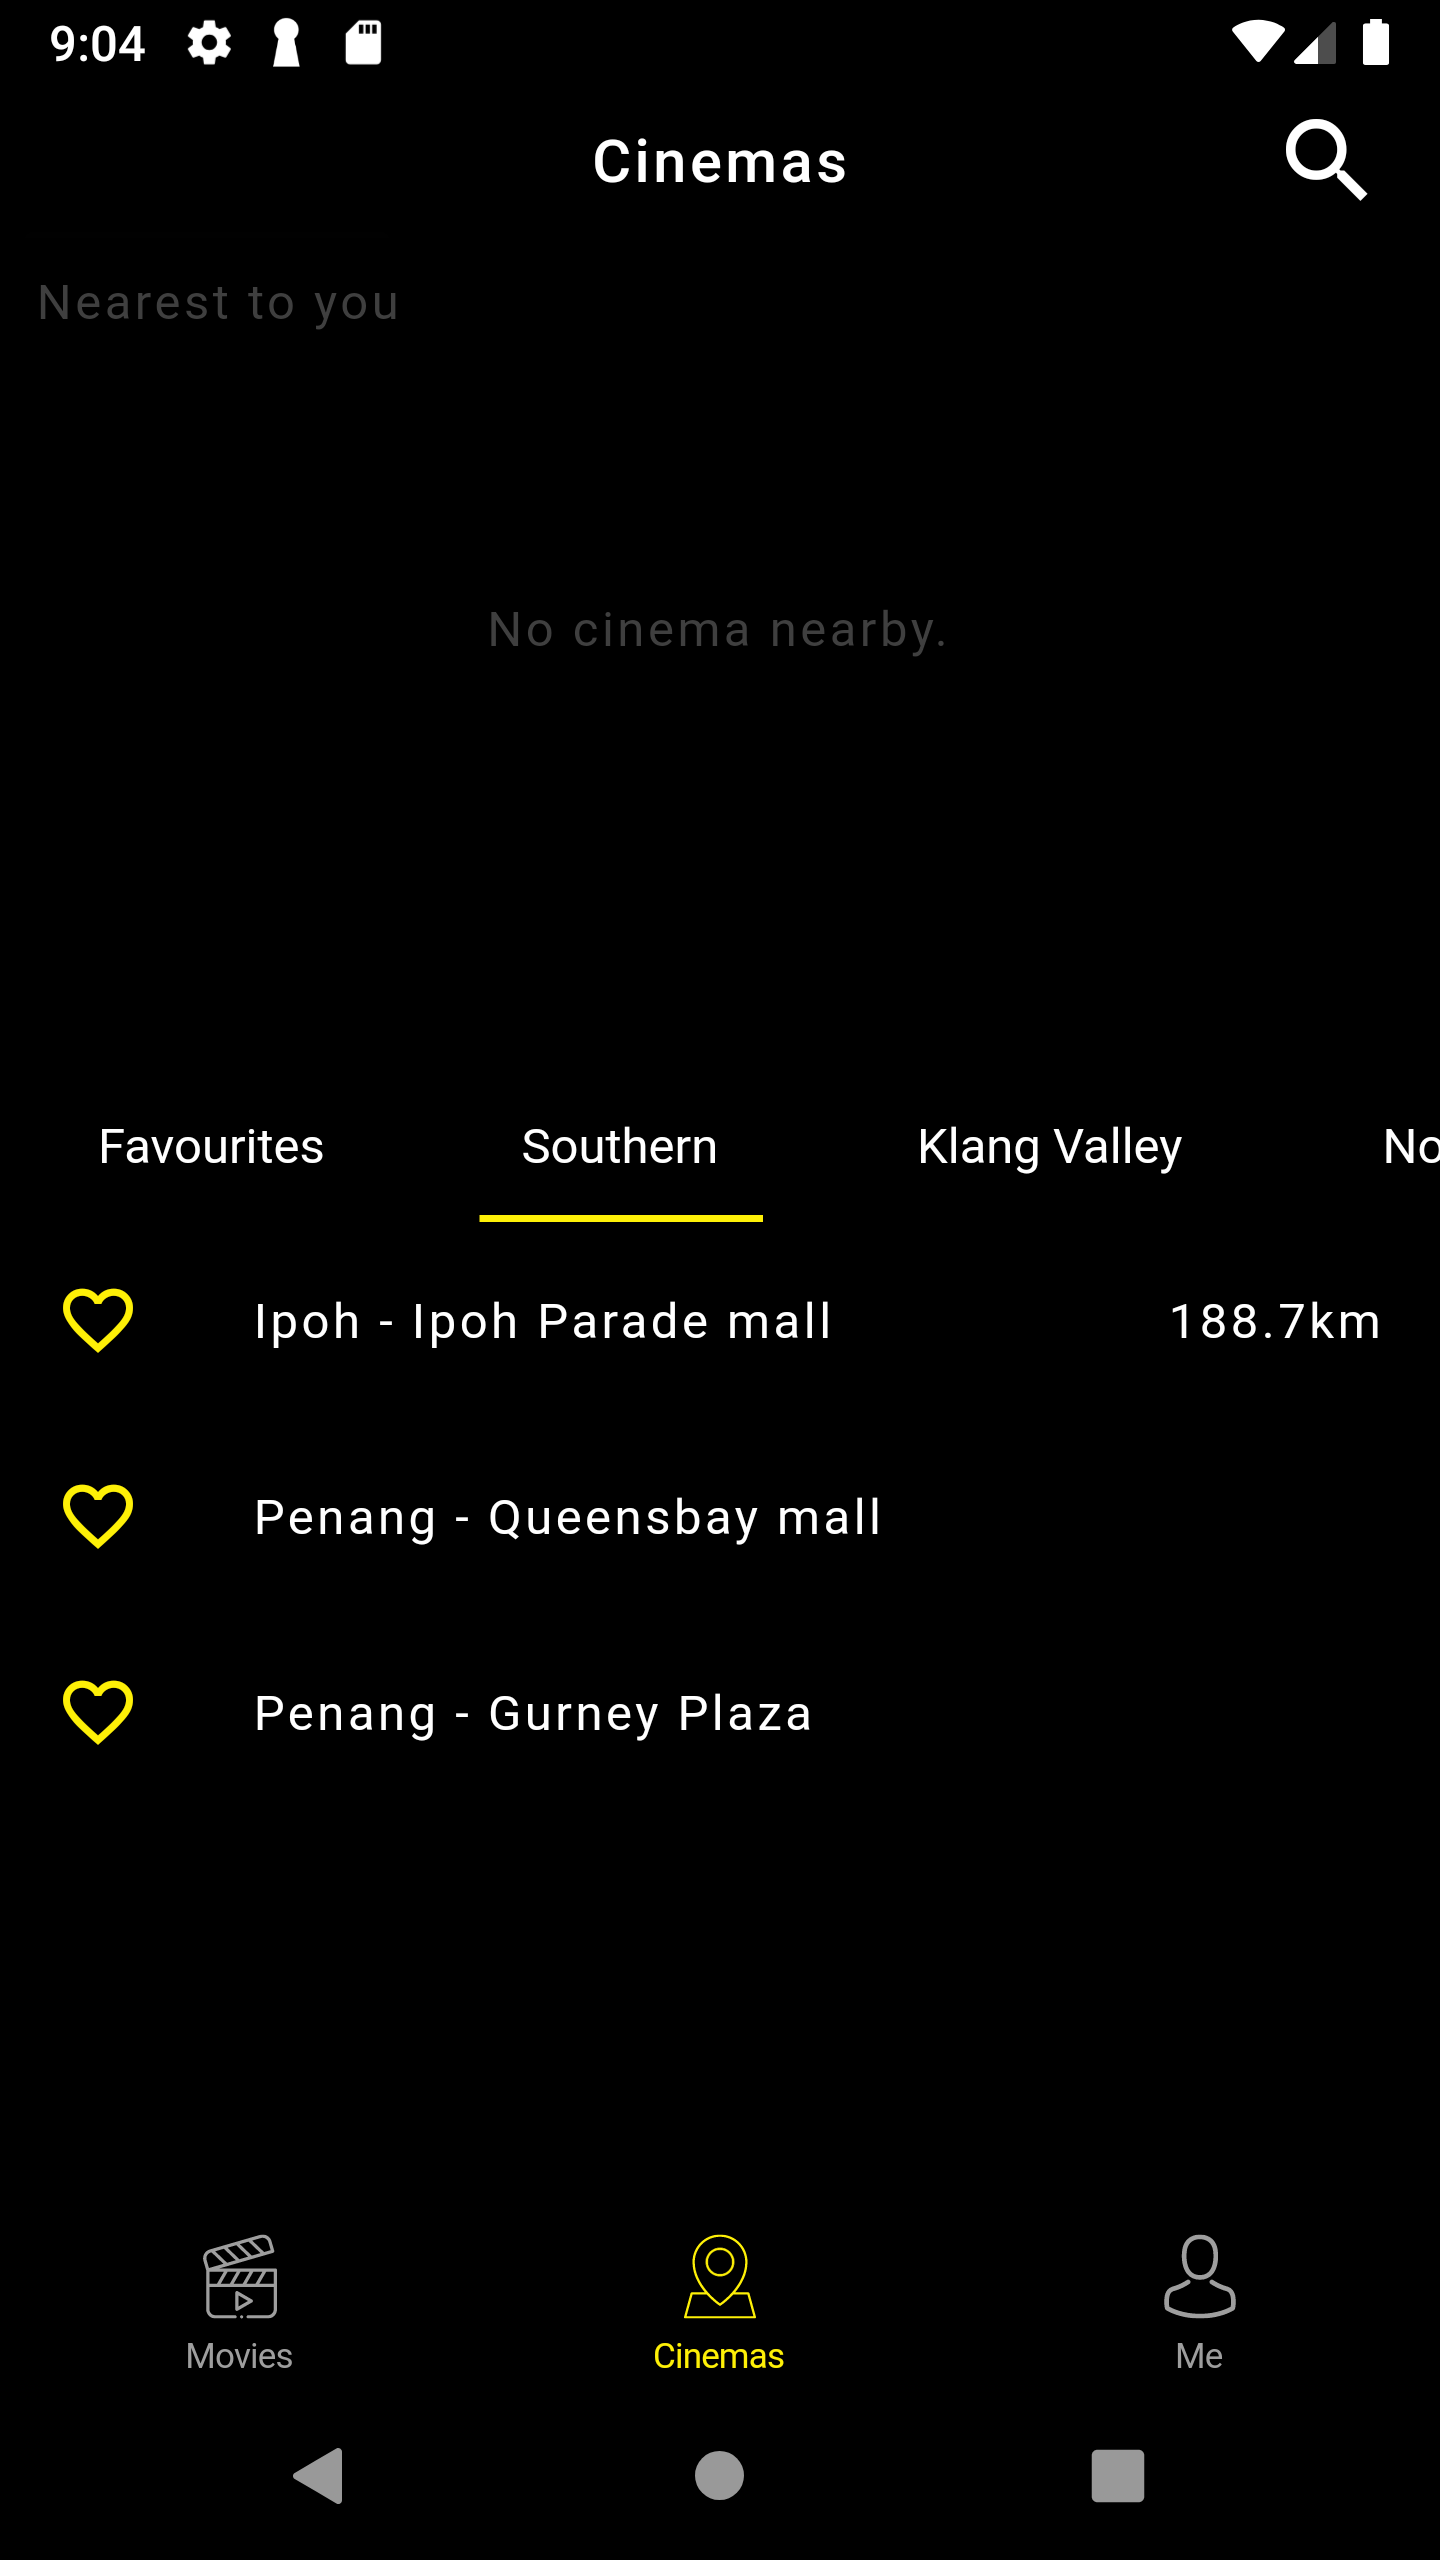 9:04
Cinemas
Nearest to you
No cinema nearby.
Favourites Southern Klang Valley No
Ipoh - Ipoh Parade mall 188.7km
Penang - Queensbay mall
Penang - Gurney Plaza
Movies Cinemas Me